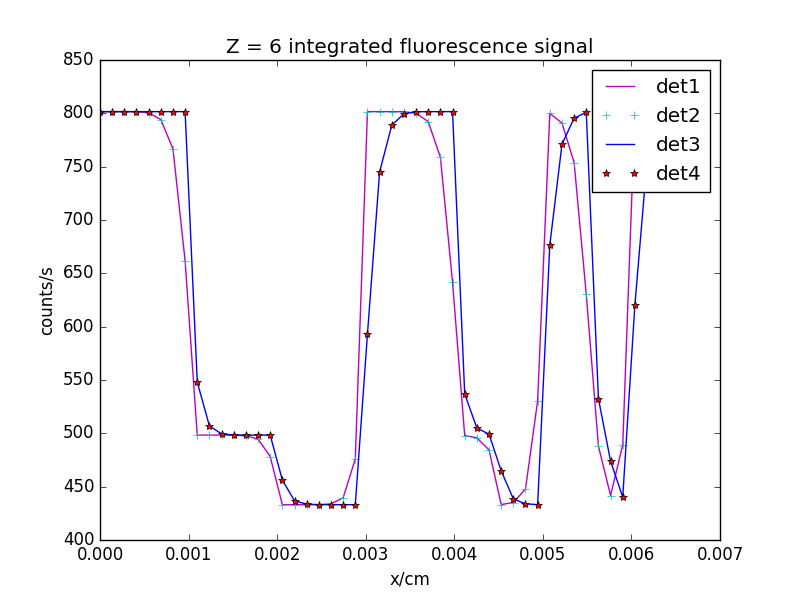 Z = 6 integrated fluorescence signal
850
800
750
700
650
600
550
500
450
400
counts/s
det1
det2
det3
det4
0.000 0.001 0.002 0.003 0.004 0.005 0.006 0.007
x/cm